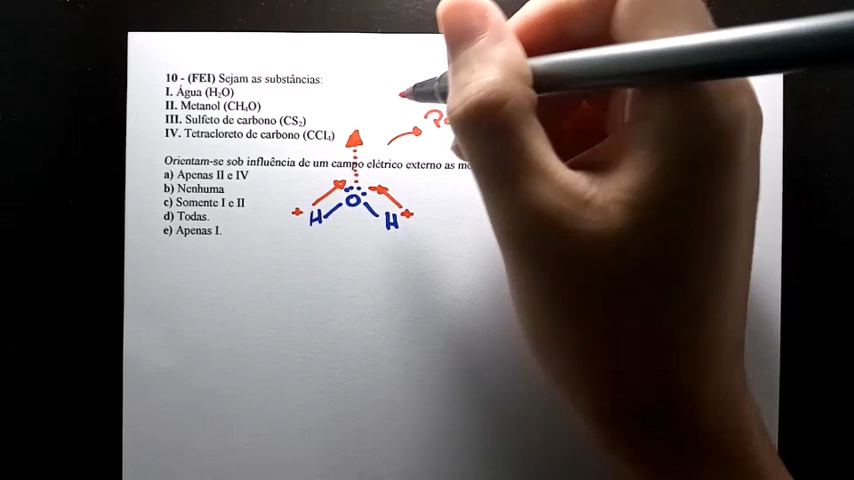 10 - (FEI) Sejam as substâncias:
I. Água (H₂O)
II. Metanol (CH₄O)
III. Sulfeto de carbono (CS₂)
IV. Tetracloreto de carbono (CCl₄)
Orientam-se sob influência de um campo elétrico externo as
a) Apenas II e IV
b) Nenhuma
c) Somente I e II
d) Todas.
e) Apenas I.
+ H O H +